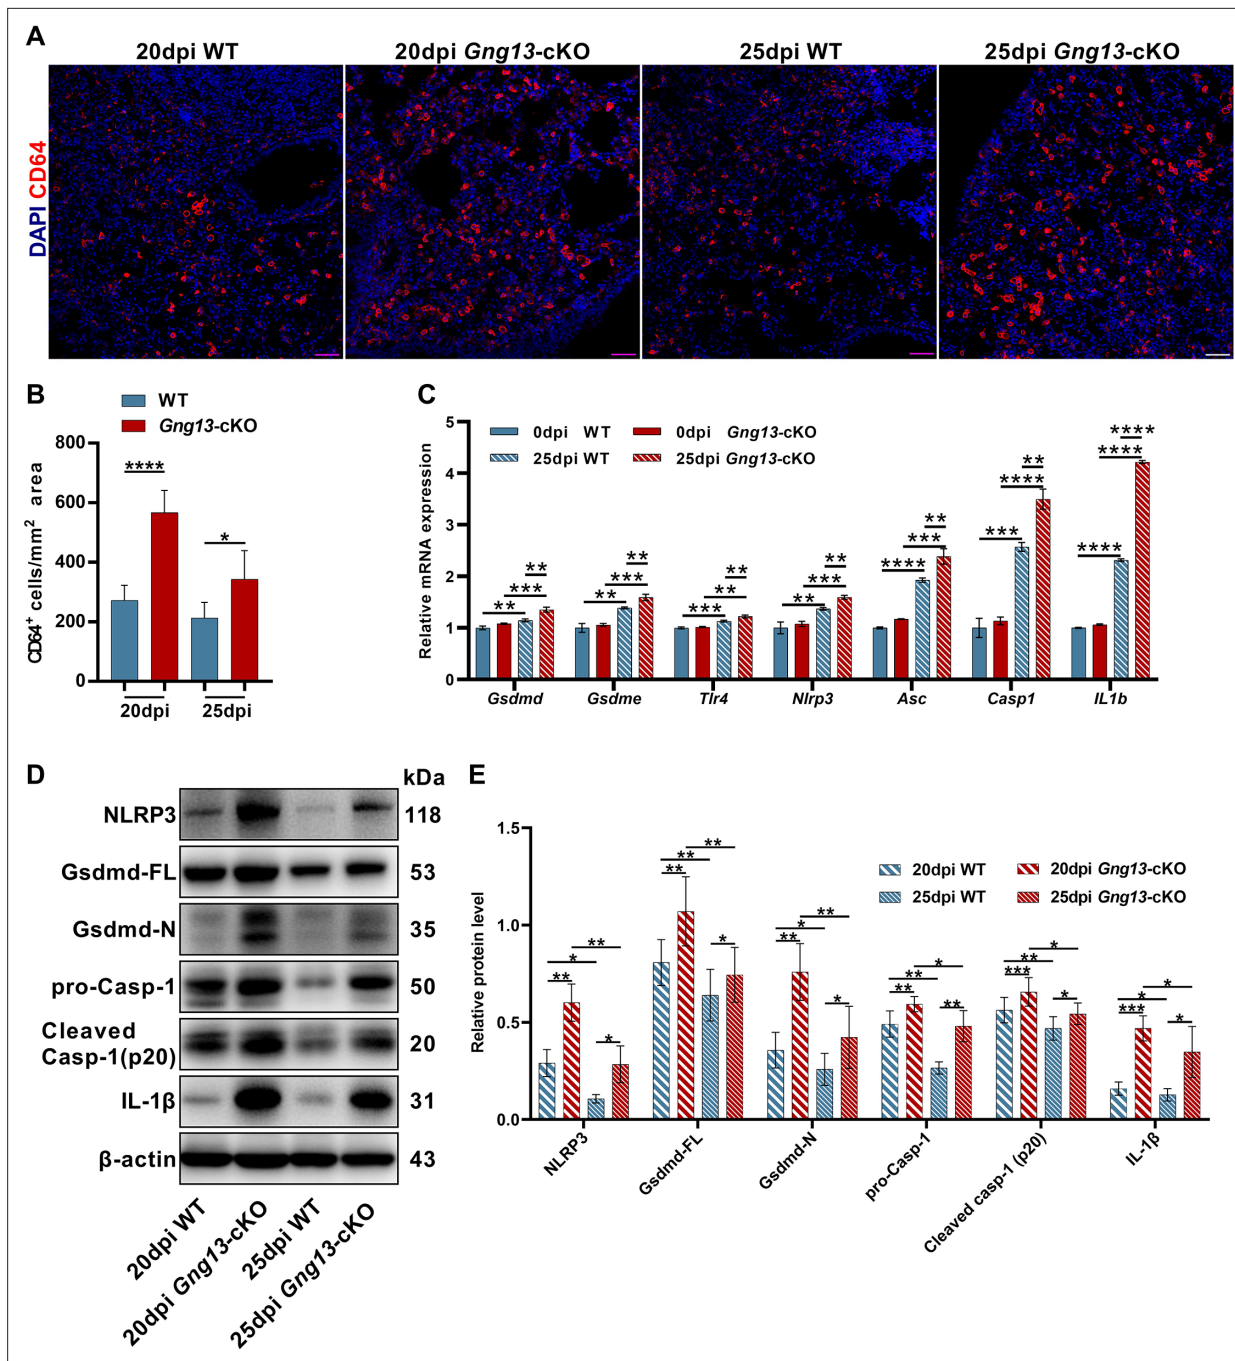 A
20dpi WT
20dpi Gng13-cKO
25dpi WT
25dpi Gng13-cKO
DAPI CD64
B
WT
Gng13-cKO
CD64+ cells/mm2 area
800
600
400
200
0
****
*
20dpi
25dpi
C
0dpi WT
0dpi Gng13-cKO
25dpi WT
25dpi Gng13-cKO
Relative mRNA expression
5
4
3
2
1
0
** *** **
** *** **
*** ** **
** *** **
**** *** **
*** **** **
**** **** ****
Gsdmd
Gsdme
Tlr4
Nlrp3
Asc
Casp1
IL1b
D
kDa
NLRP3
118
Gsdmd-FL
53
Gsdmd-N
35
pro-Casp-1
50
Cleaved
Casp-1(p20)
20
IL-1β
31
β-actin
43
20dpi WT
20dpi Gng13-cKO
25dpi WT
25dpi Gng13-cKO
E
20dpi WT
20dpi Gng13-cKO
25dpi WT
25dpi Gng13-cKO
Relative protein level
1.5
1.0
0.5
0.0
** * ** *
** ** ** *
** * ** *
** ** * **
*** ** * *
*** * * *
NLRP3
Gsdmd-FL
Gsdmd-N
pro-Casp-1
Cleaved casp-1 (p20)
IL-1β